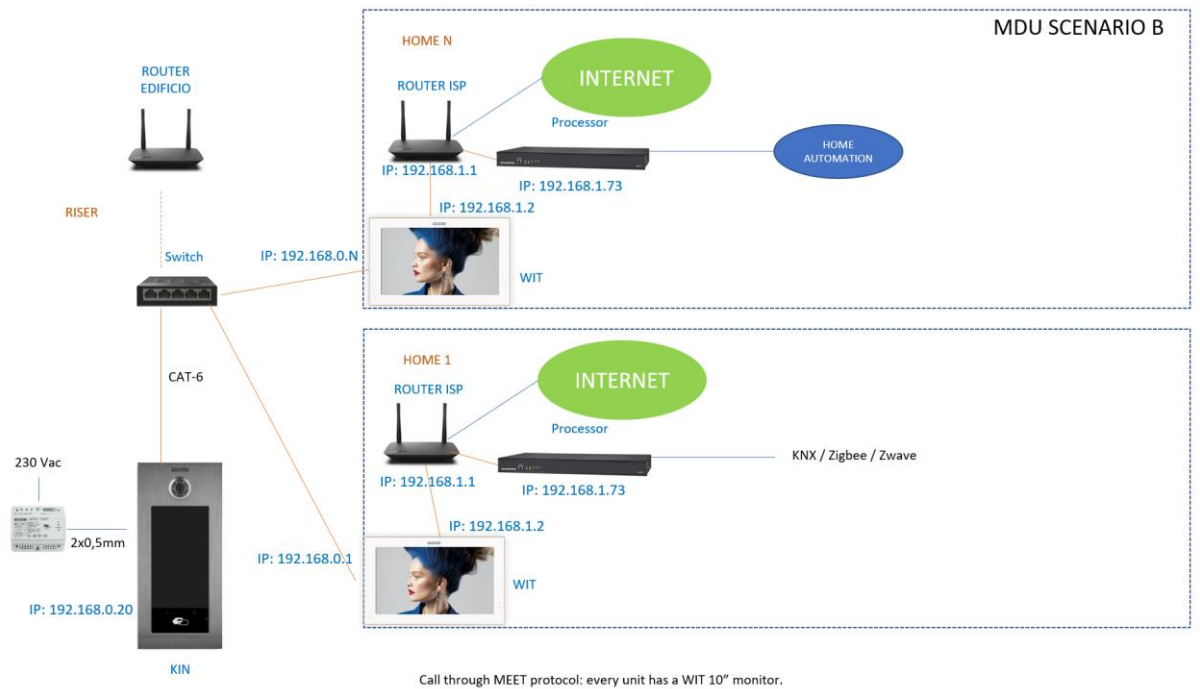 MDU SCENARIO B
HOME N
INTERNET
ROUTER
EDIFICIO
ROUTER ISP
Processor
HOME
AUTOMATION
IP: 192.168.1.1
IP: 192.168.1.73
RISER
IP: 192.168.1.2
Switch
IP: 192.168.0.N
WIT
HOME 1
INTERNET
CAT-6
ROUTER ISP
Processor
KNX / Zigbee / Zwave
230 Vac
IP: 192.168.1.1
IP: 192.168.1.73
IP: 192.168.1.2
2x0,5mm
IP: 192.168.0.1
WIT
IP: 192.168.0.20
KIN
Call through MEET protocol: every unit has a WIT 10” monitor.